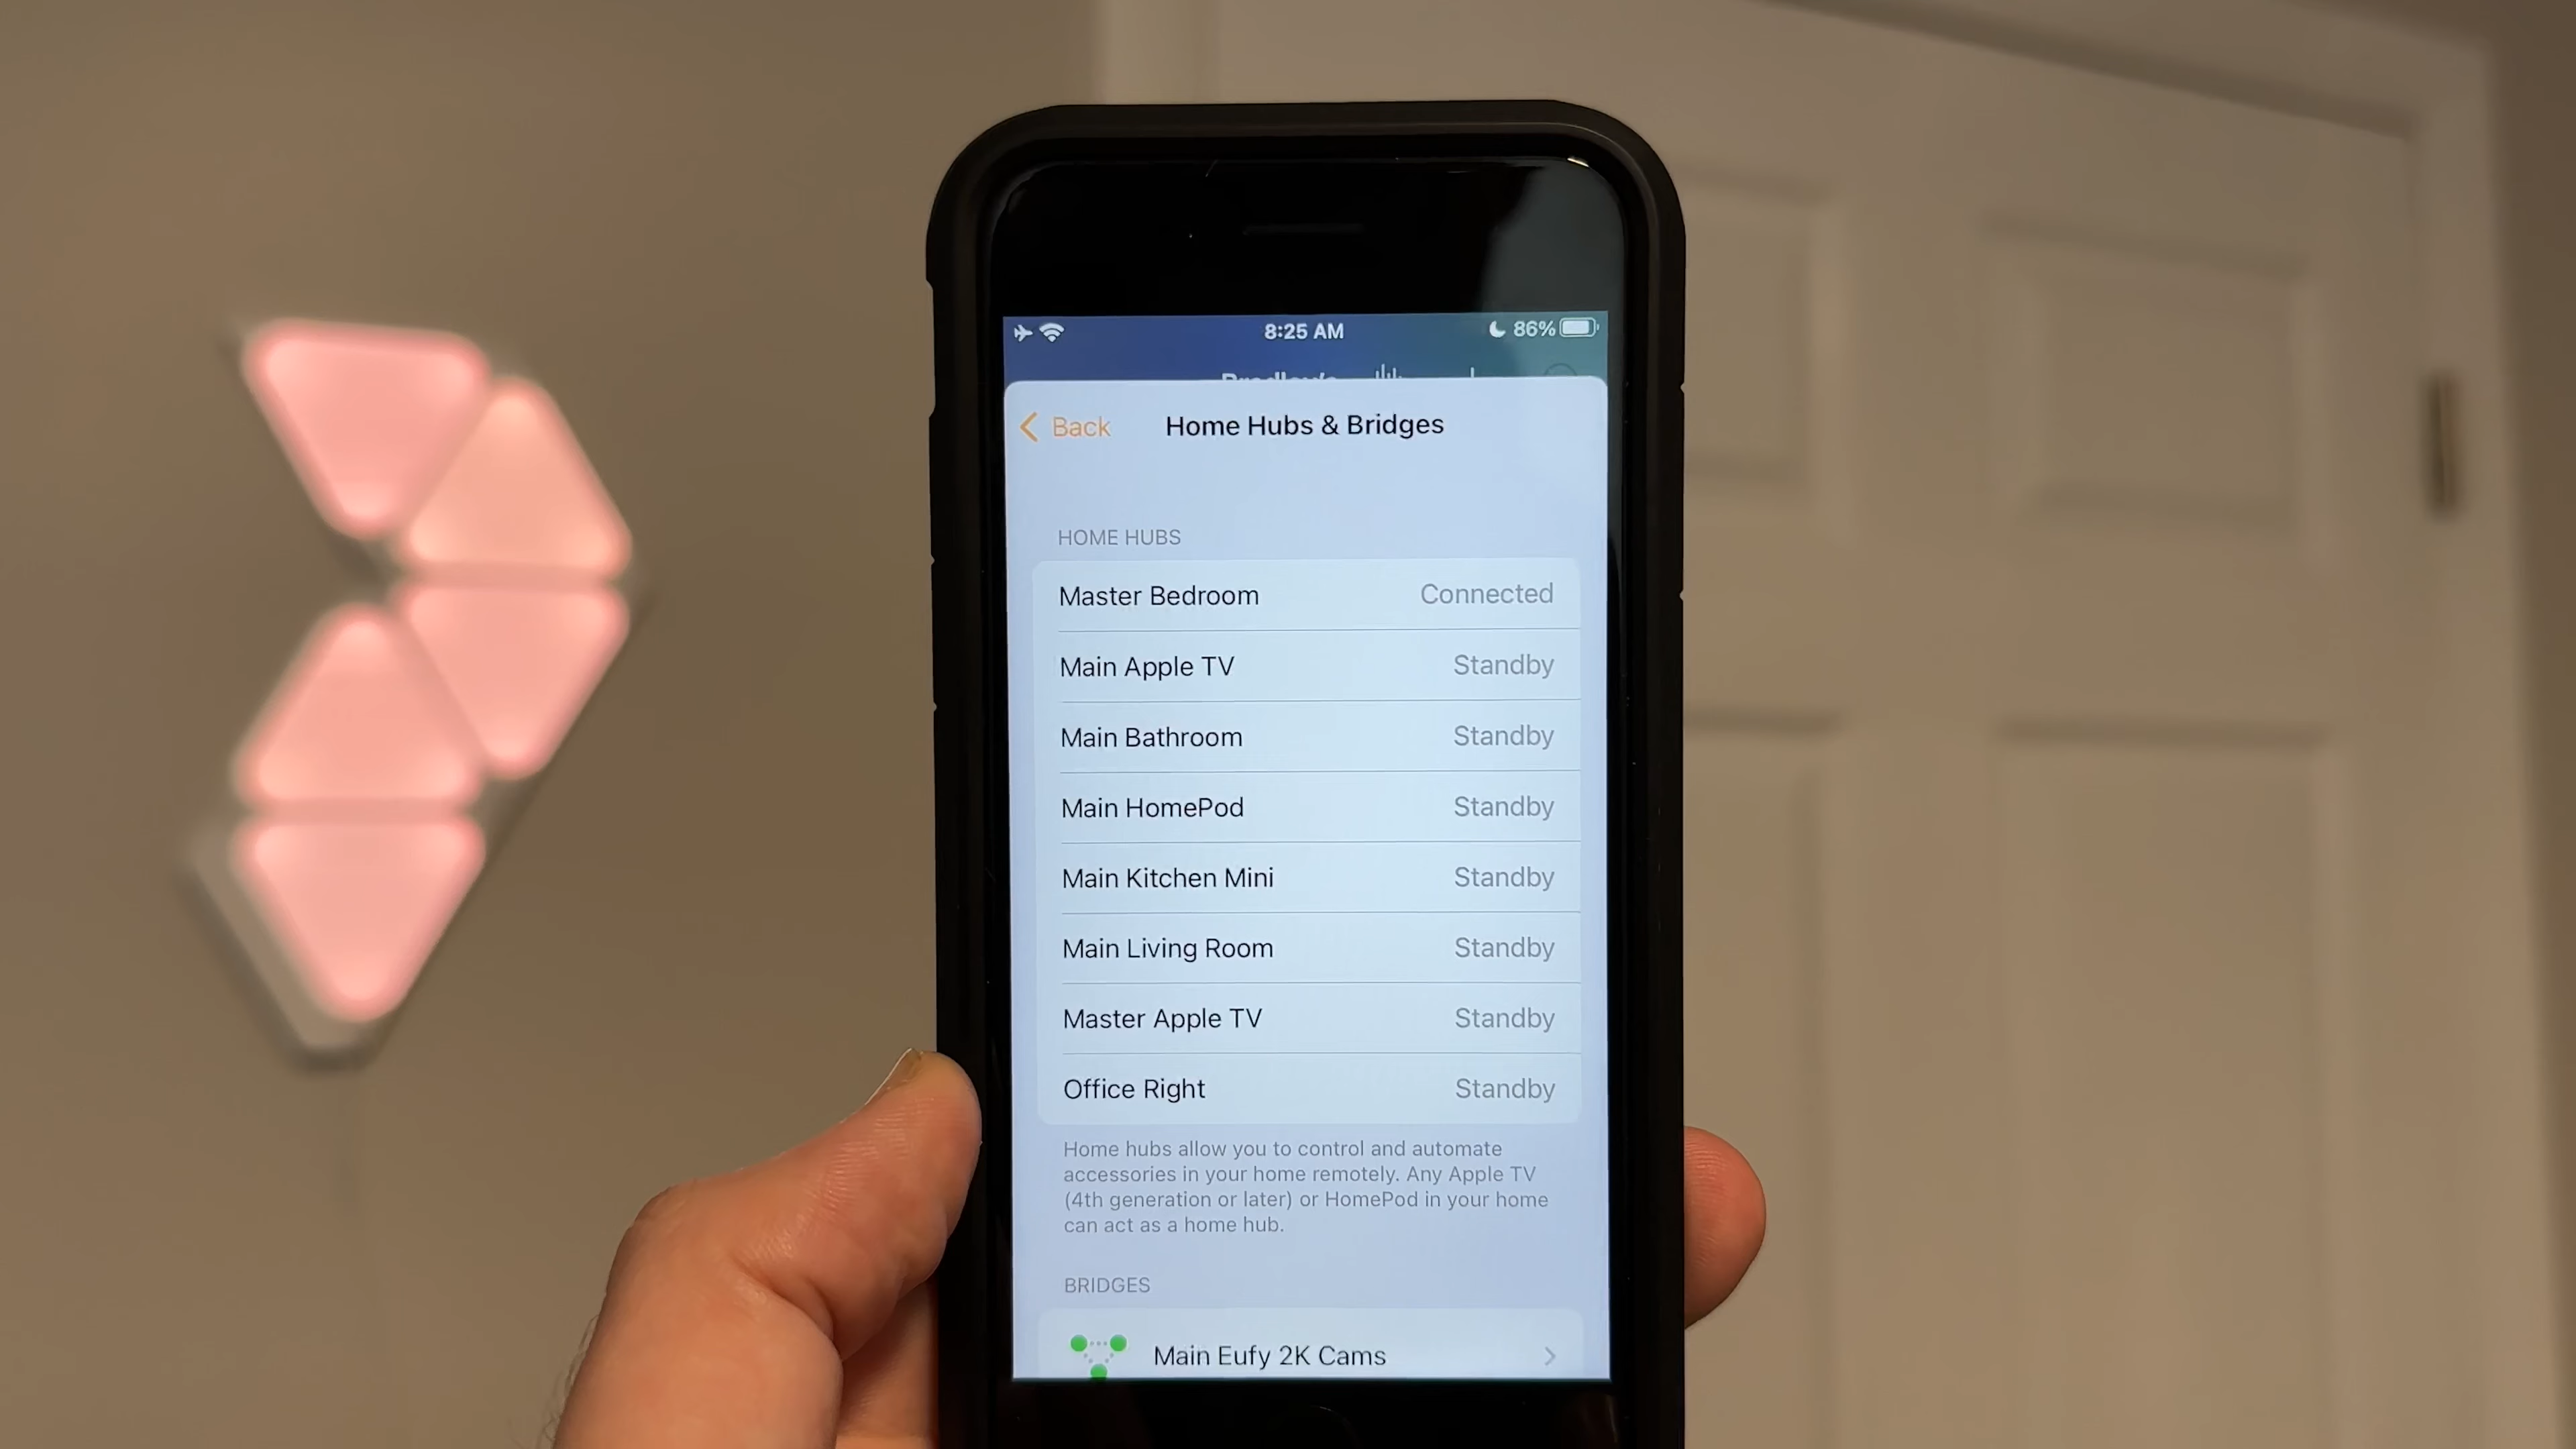 8:25 AM
86%
Back
Home Hubs & Bridges
HOME HUBS
Master Bedroom Connected
Main Apple TV Standby
Main Bathroom Standby
Main HomePod Standby
Main Kitchen Mini Standby
Main Living Room Standby
Master Apple TV Standby
Office Right Standby
Home hubs allow you to control and automate
accessories in your home remotely. Any Apple TV
(4th generation or later) or HomePod in your home
can act as a home hub.
BRIDGES
Main Eufy 2K Cams